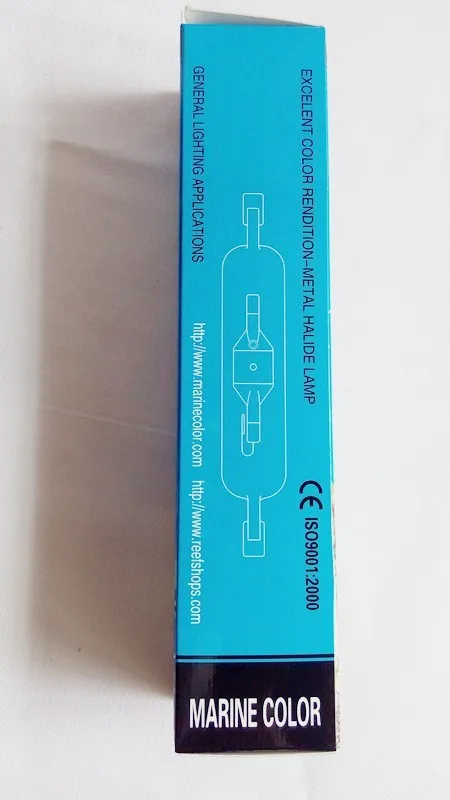 EXCELENT COLOR RENDITION-METAL HALIDE LAMP
CE ISO9001:2000
GENERAL LIGHTING APPLICATIONS
http://www.marinecolor.com http://www.reefshops.com
MARINE COLOR